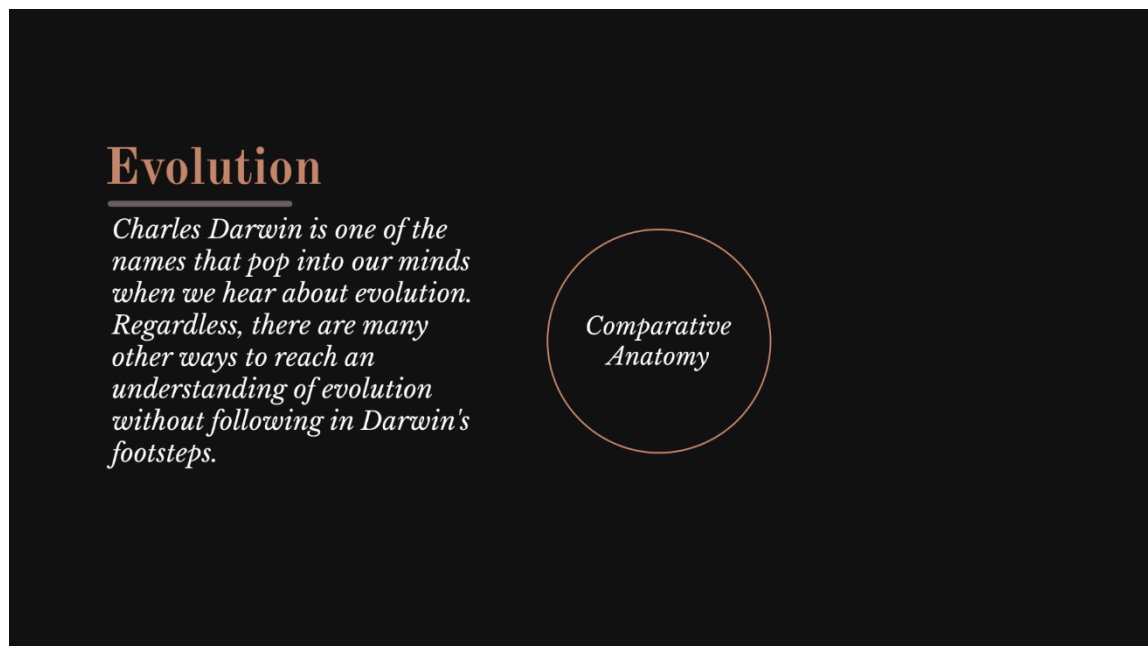 Evolution
Charles Darwin is one of the
names that pop into our minds
when we hear about evolution.
Regardless, there are many
other ways to reach an
understanding of evolution
without following in Darwin's
footsteps.
Comparative
Anatomy